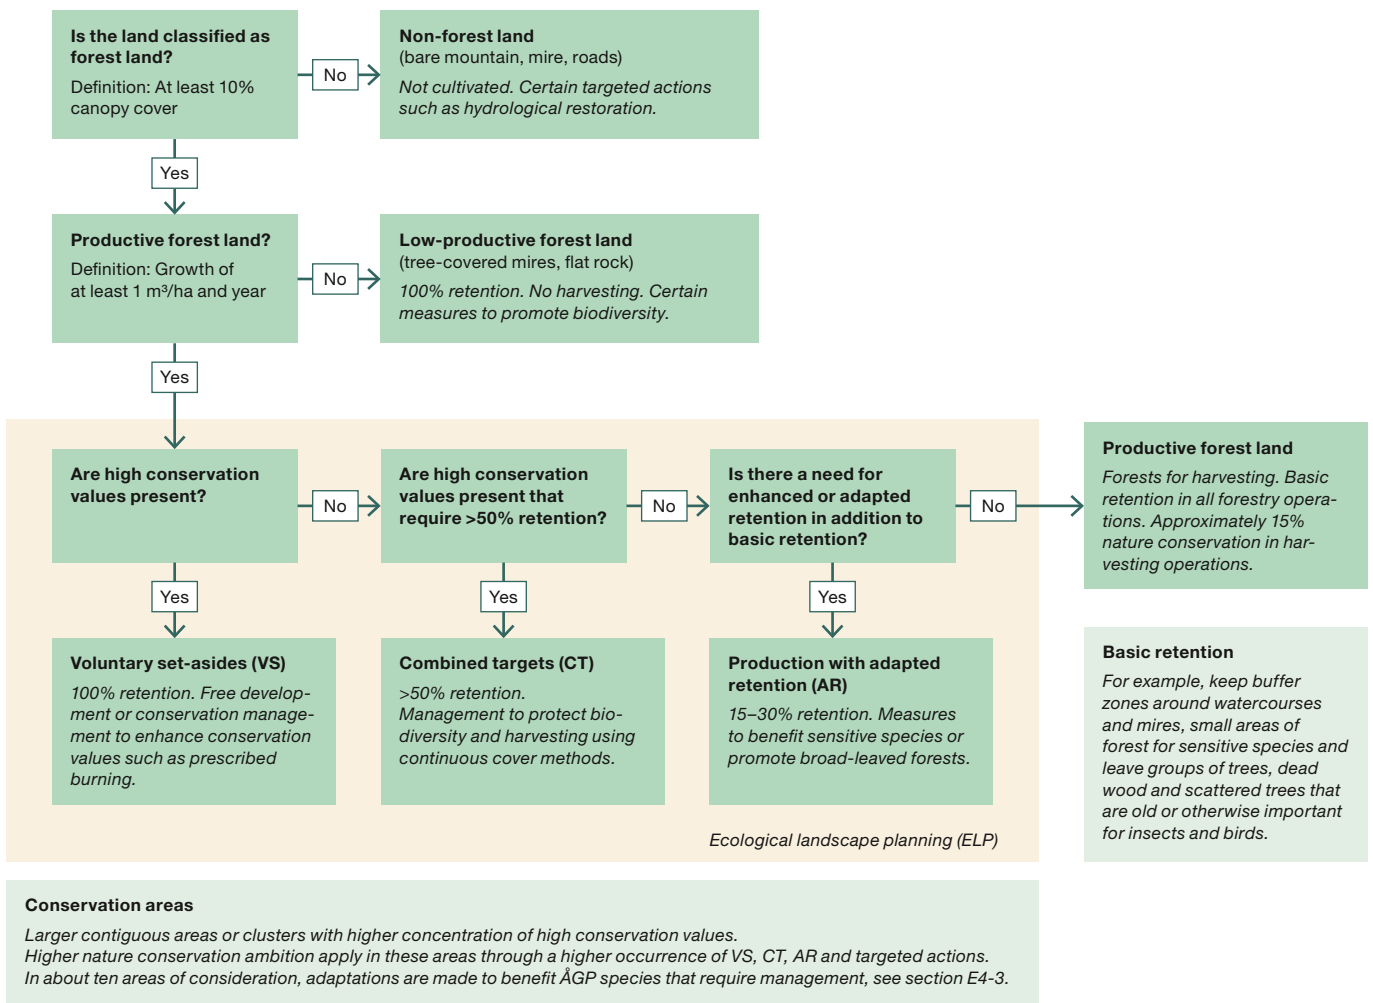 Is the land classified as
forest land?
Definition: At least 10%
canopy cover
No
Non-forest land
(bare mountain, mire, roads)
Not cultivated. Certain targeted actions
such as hydrological restoration.
Yes
Productive forest land?
Definition: Growth of
at least 1 m³/ha and year
No
Low-productive forest land
(tree-covered mires, flat rock)
100% retention. No harvesting. Certain
measures to promote biodiversity.
Yes
Are high conservation
values present?
No
Are high conservation
values present that
require >50% retention?
No
Is there a need for
enhanced or adapted
retention in addition to
basic retention?
No
Productive forest land
Forests for harvesting. Basic
retention in all forestry opera-
tions. Approximately 15%
nature conservation in har-
vesting operations.
Yes
Yes
Yes
Voluntary set-asides (VS)
100% retention. Free develop-
ment or conservation manage-
ment to enhance conservation
values such as prescribed
burning.
Combined targets (CT)
>50% retention.
Management to protect bio-
diversity and harvesting using
continuous cover methods.
Production with adapted
retention (AR)
15–30% retention. Measures
to benefit sensitive species or
promote broad-leaved forests.
Basic retention
For example, keep buffer
zones around watercourses
and mires, small areas of
forest for sensitive species and
leave groups of trees, dead
wood and scattered trees that
are old or otherwise important
for insects and birds.
Ecological landscape planning (ELP)
Conservation areas
Larger contiguous areas or clusters with higher concentration of high conservation values.
Higher nature conservation ambition apply in these areas through a higher occurrence of VS, CT, AR and targeted actions.
In about ten areas of consideration, adaptations are made to benefit ÅGP species that require management, see section E4-3.